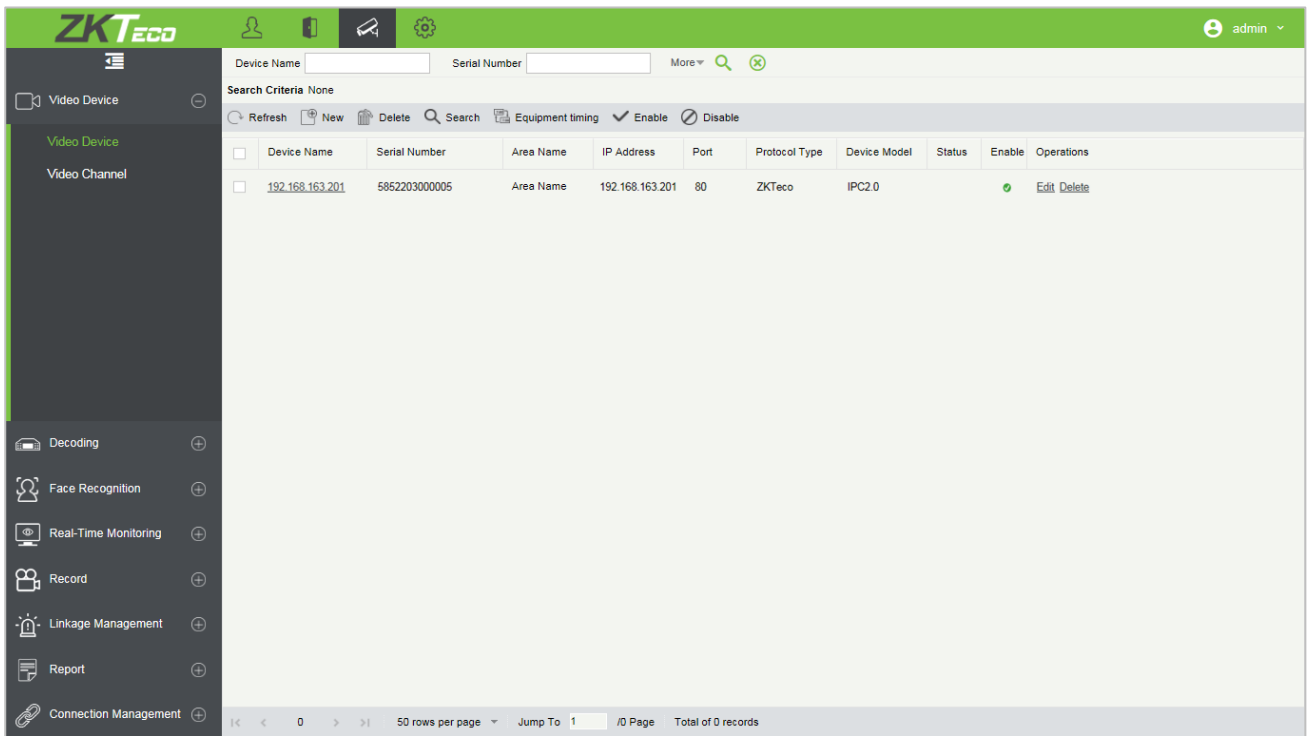 ZKTeco
admin
Device Name Serial Number More
Search Criteria None
Refresh New Delete Search Equipment timing Enable Disable
Video Device
Video Device
Video Channel
Decoding
Face Recognition
Real-Time Monitoring
Record
Linkage Management
Report
Connection Management
Device Name Serial Number Area Name IP Address Port Protocol Type Device Model Status Enable Operations
192.168.163.201 5852203000005 Area Name 192.168.163.201 80 ZKTeco IPC2.0 Edit Delete
0 50 rows per page Jump To 1 /0 Page Total of 0 records